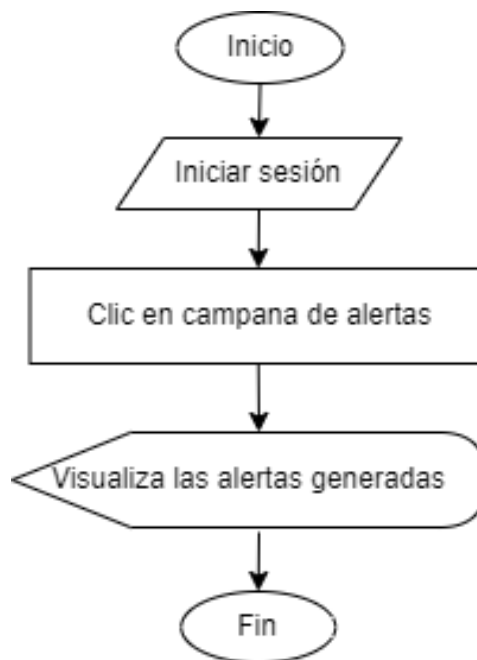 Inicio
Iniciar sesión
Clic en campana de alertas
Visualiza las alertas generadas
Fin